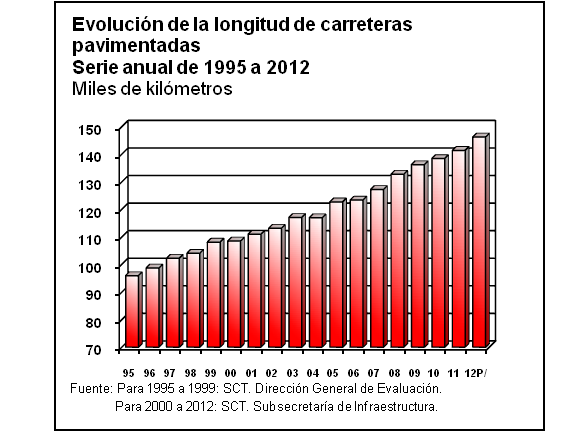 Evolución de la longitud de carreteras
pavimentadas
Serie anual de 1995 a 2012
Miles de kilómetros
150
140
130
120
110
100
90
80
70
95 96 97 98 99 00 01 02 03 04 05 06 07 08 09 10 11 12P/
Fuente: Para 1995 a 1999: SCT. Dirección General de Evaluación.
Para 2000 a 2012: SCT. Subsecretaría de Infraestructura.